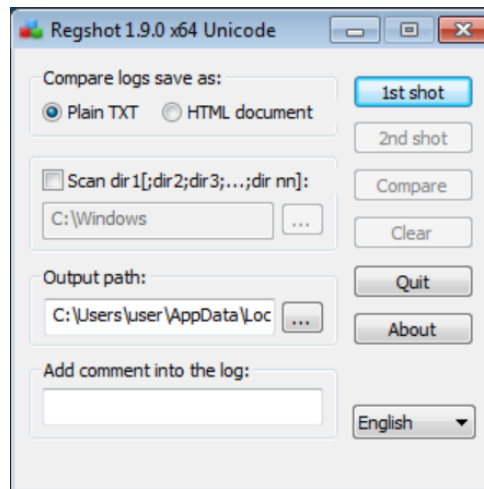 Regshot 1.9.0 x64 Unicode
Compare logs save as:
Plain TXT HTML document
1st shot
2nd shot
Scan dir1[;dir2;dir3;...;dir nn]:
Compare
C:\Windows ...
Clear
Output path:
Quit
C:\Users\user\AppData\Loc ...
About
Add comment into the log:
English